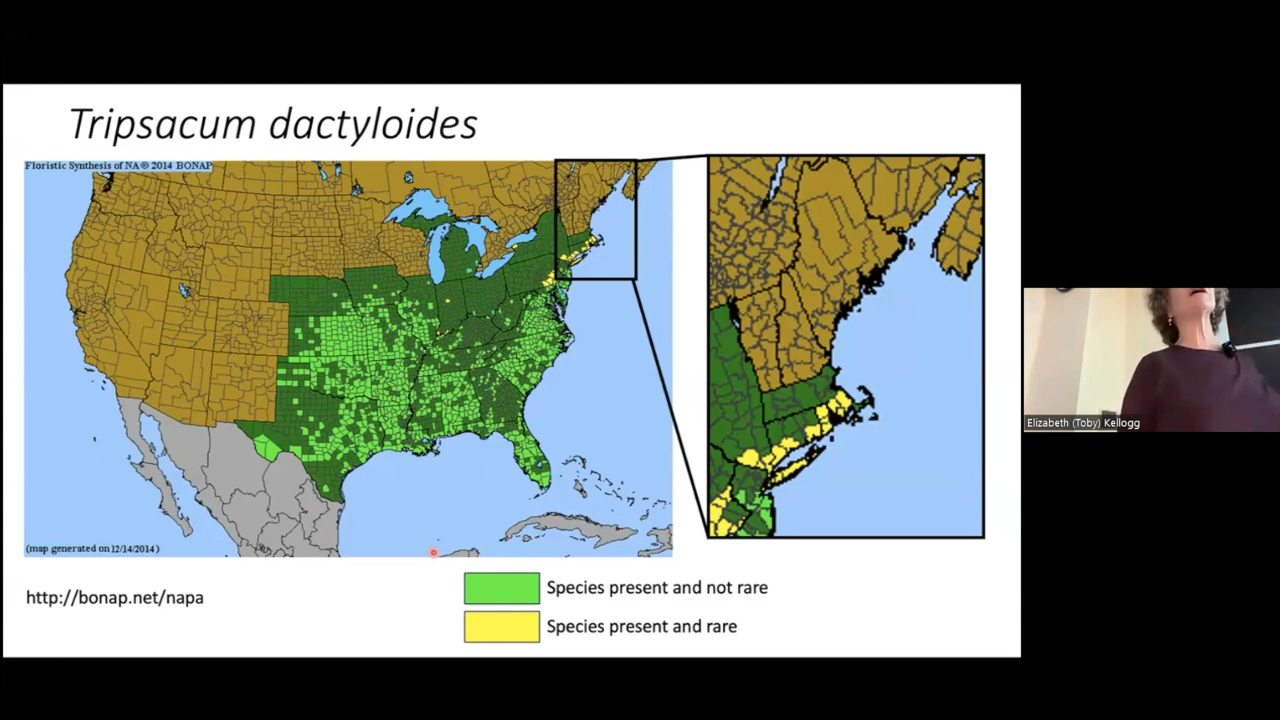 Tripsacum dactyloides
Floristic Synthesis of NA © 2014 BONAP
(map generated on 12/14/2014 )
http://bonap.net/napa
Species present and not rare
Species present and rare
Elizabeth (Toby) Kellogg